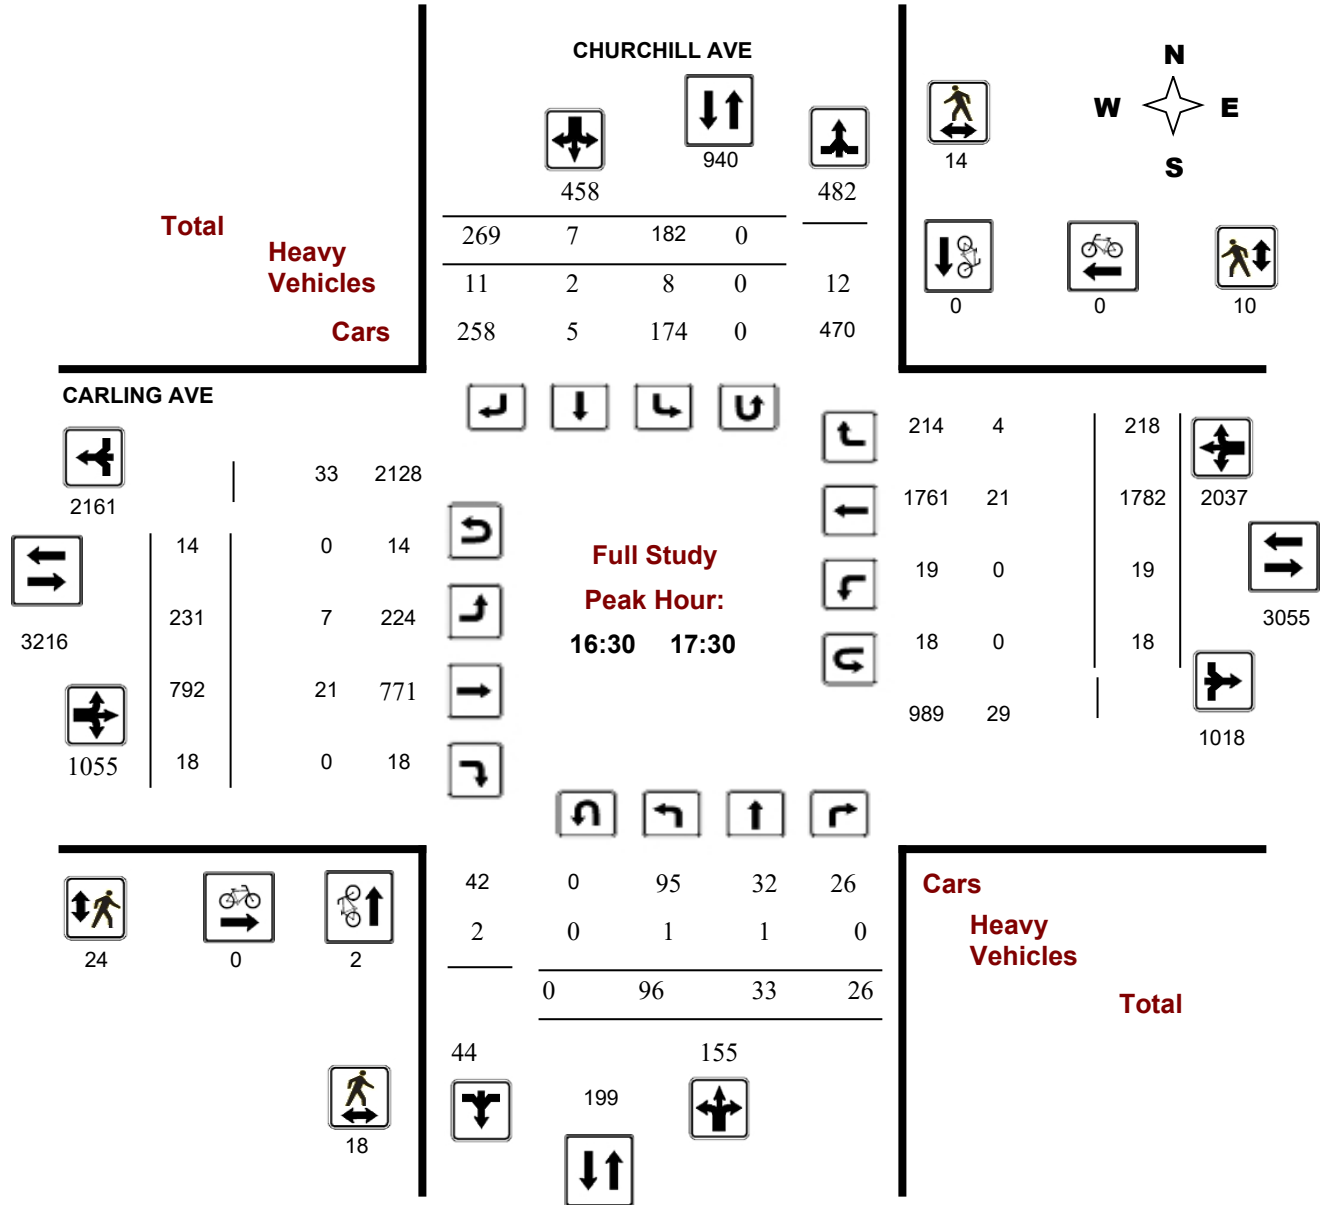 CHURCHILL AVE
N
W E
S
940
14
458
482
Total
269 7 182 0
Heavy
Vehicles
11 2 8 0 12
0 0 10
Cars
258 5 174 0 470
CARLING AVE
214 4 218
33 2128
2161
1761 21 1782 2037
14 0 14
Full Study
19 0 19
Peak Hour:
231 7 224
3055
3216
16:30 17:30
18 0 18
792 21 771
989 29
1018
1055 18 0 18
42 0 95 32 26
Cars
2 0 1 1 0
Heavy
Vehicles
24 0 2
0 96 33 26
Total
44 155
199
18